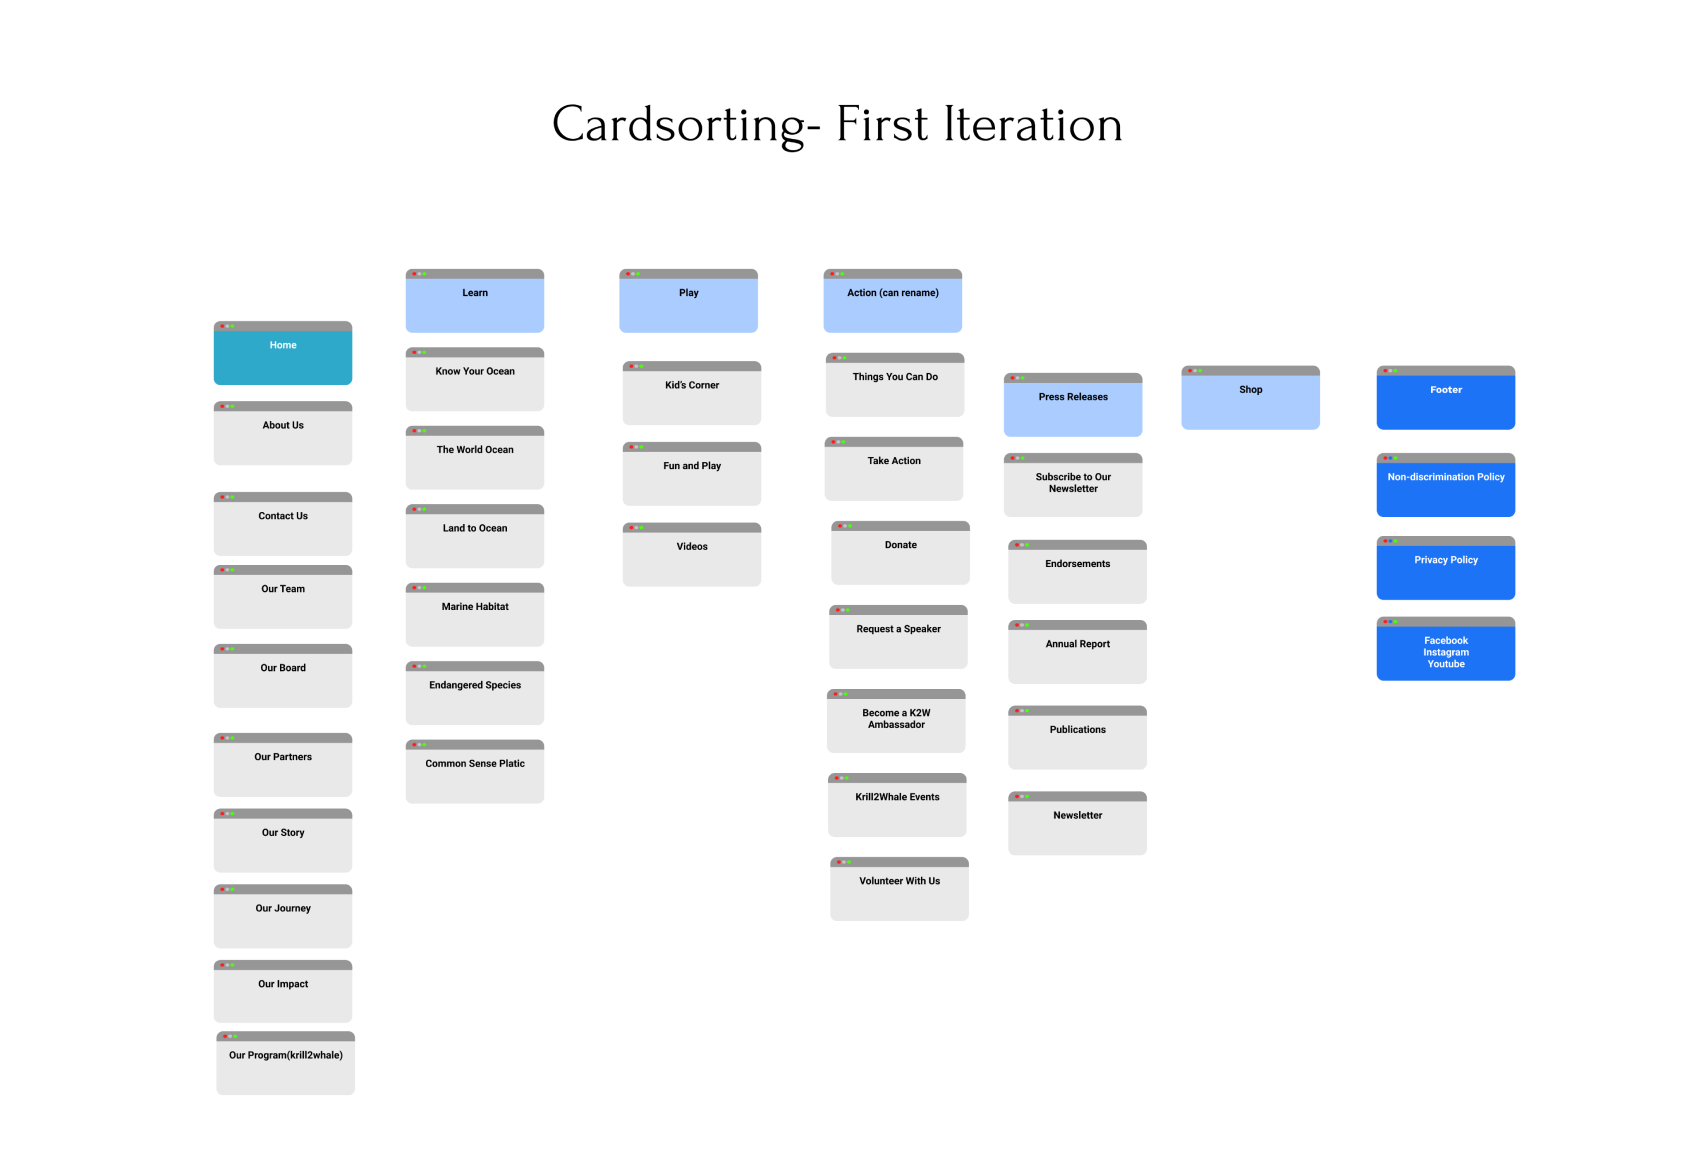 Cardsorting- First Iteration
Home
About Us
Contact Us
Our Team
Our Board
Our Partners
Our Story
Our Journey
Our Impact
Our Program(krill2whale)
Learn
Know Your Ocean
The World Ocean
Land to Ocean
Marine Habitat
Endangered Species
Common Sense Platic
Play
Kid's Corner
Fun and Play
Videos
Action (can rename)
Things You Can Do
Take Action
Donate
Request a Speaker
Become a K2W
Ambassador
Krill2Whale Events
Volunteer With Us
Press Releases
Subscribe to Our
Newsletter
Endorsements
Annual Report
Publications
Newsletter
Shop
Footer
Non-discrimination Policy
Privacy Policy
Facebook
Instagram
Youtube